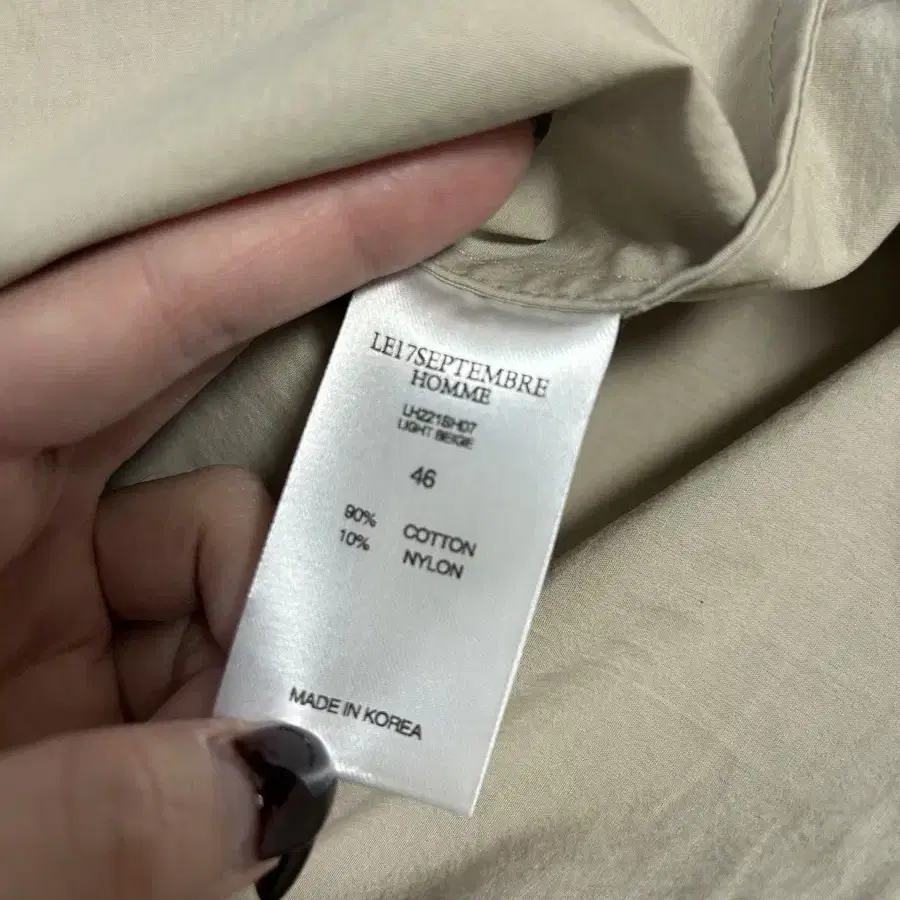 LE17SEPTEMBRE
HOMME
LH221SH07
LIGHT BEIGE
46
90% COTTON
10% NYLON
MADE IN KOREA